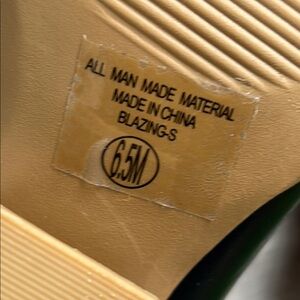 ALL MAN MADE MATERIAL
MADE IN CHINA
BLAZING-S
6.5M